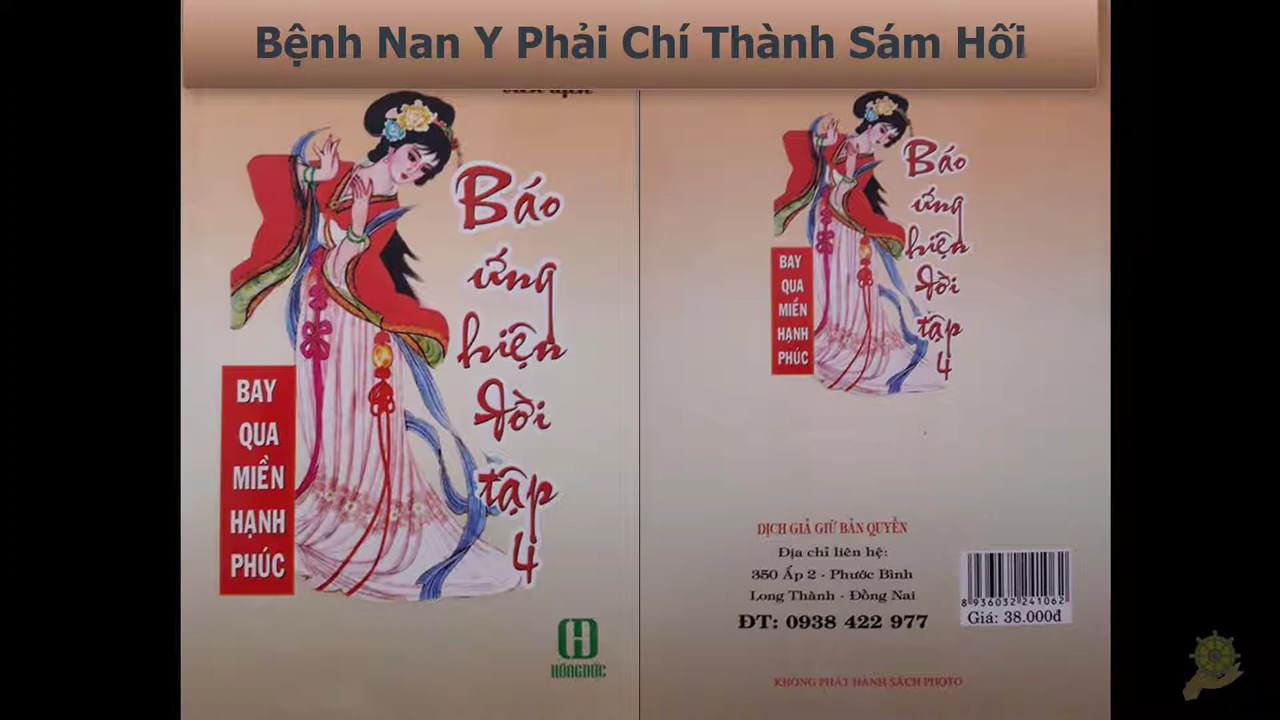 Bệnh Nan Y Phải Chí Thành Sám Hối
Báo
ứng
hiện
đời
tập
4
BAY
QUA
MIỀN
HẠNH
PHÚC
HỒNG ĐỨC
Báo
ứng
hiện
đời
tập
4
BAY
QUA
MIỀN
HẠNH
PHÚC
DỊCH GIẢ GIỮ BẢN QUYỀN
Địa chỉ liên hệ:
350 Ấp 2 - Phước Bình
Long Thành - Đồng Nai
ĐT: 0938 422 977
8 936032 241062
Giá: 38.000đ
KHÔNG PHÁT HÀNH SÁCH PHOTO